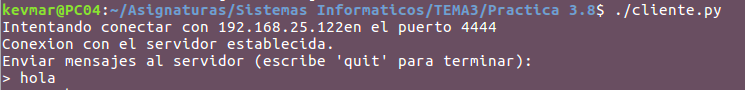 kevmar@PC04:~/Asignaturas/Sistemas Informaticos/TEMA3/Practica 3.8$ ./cliente.py
Intentando conectar con 192.168.25.122en el puerto 4444
Conexion con el servidor establecida.
Enviar mensajes al servidor (escribe 'quit' para terminar):
> hola